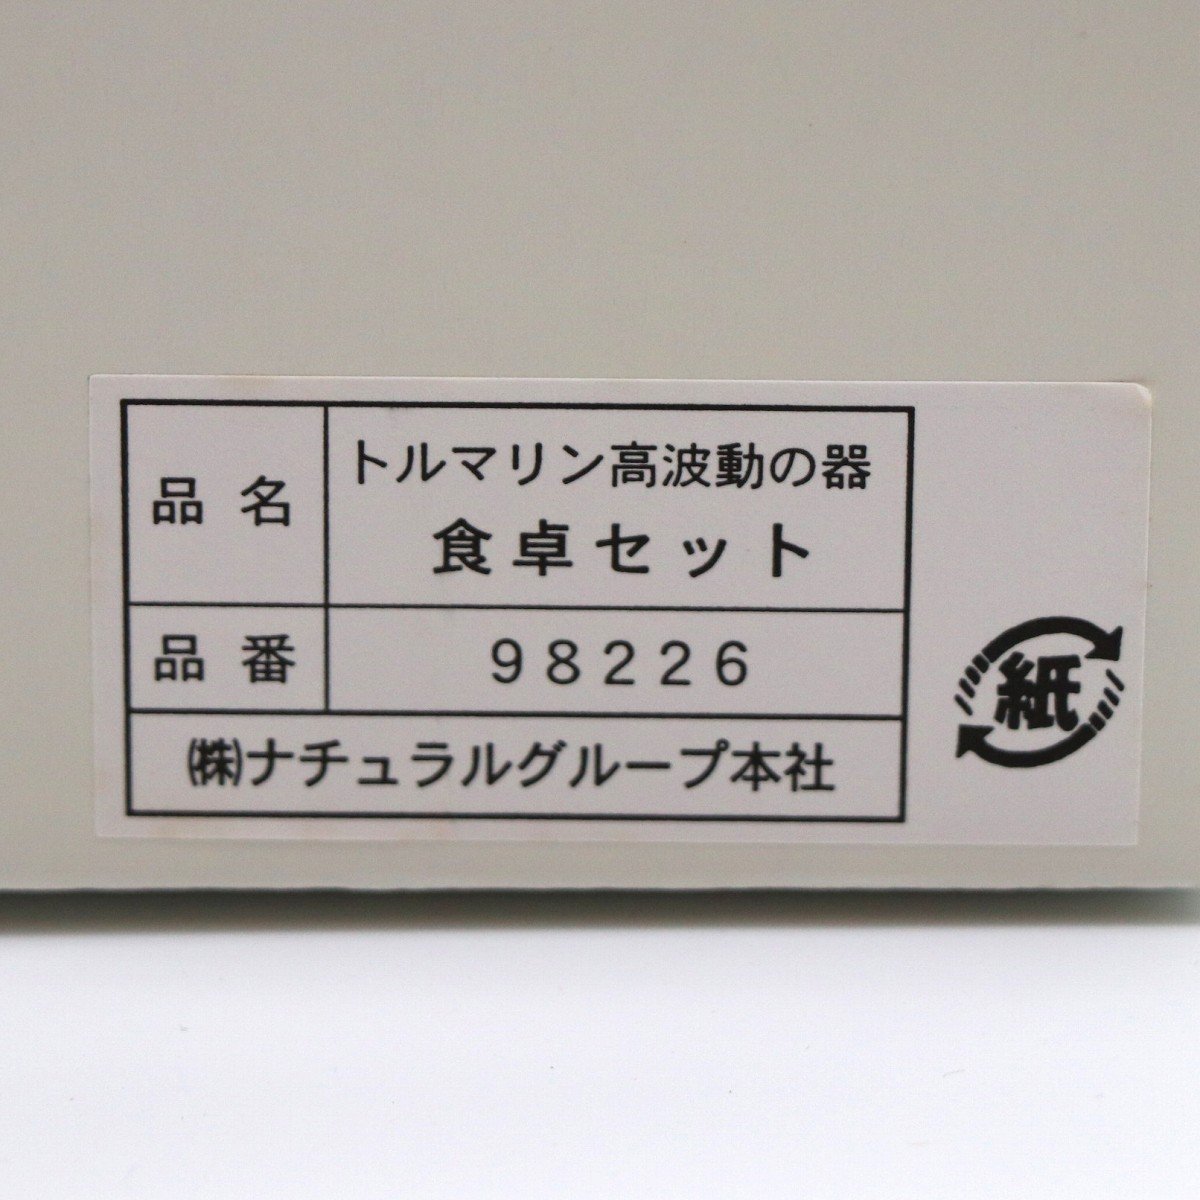 品名
トルマリン高波動の器
食卓セット
品番
98226
㈱ナチュラルグループ本社
紙